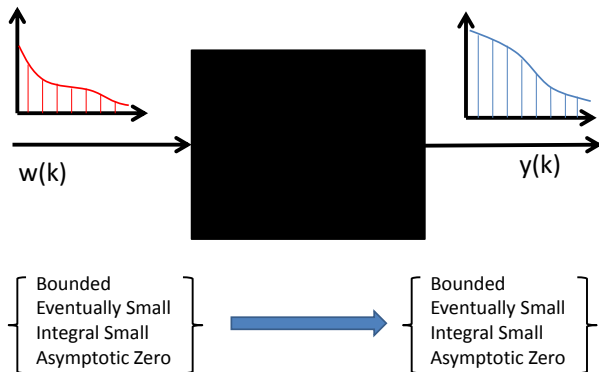 w(k)
y(k)
Bounded
Eventually Small
Integral Small
Asymptotic Zero
Bounded
Eventually Small
Integral Small
Asymptotic Zero